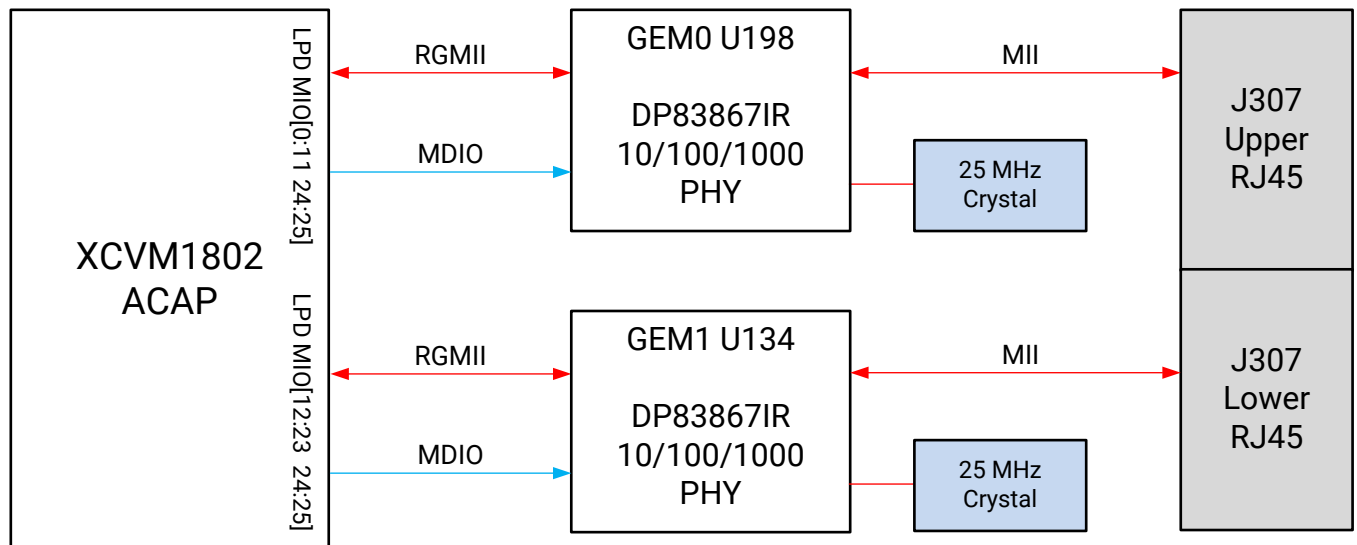 XCVM1802
ACAP
LPD MIO[0:11 24:25]
LPD MIO[12:23  24:25]
RGMII
MDIO
GEM0 U198
DP83867IR
10/100/1000
PHY
MII
25 MHz
Crystal
J307
Upper
RJ45
RGMII
MDIO
GEM1 U134
DP83867IR
10/100/1000
PHY
MII
25 MHz
Crystal
J307
Lower
RJ45